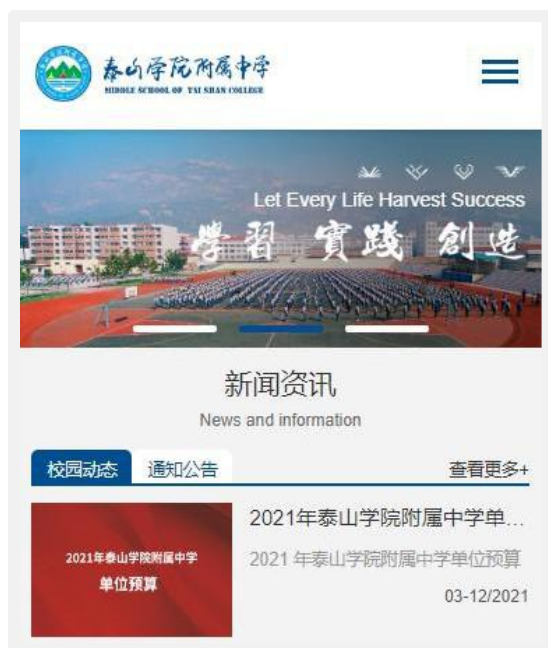 泰山学院附属中学
MIDDLE SCHOOL OF TAI SHAN COLLEGE
Let Every Life Harvest Success
學習 實踐 創造
新闻资讯
News and information
校园动态 通知公告 查看更多+
2021年泰山学院附属中学
单位预算
2021年泰山学院附属中学单...
2021 年泰山学院附属中学单位预算
03-12/2021